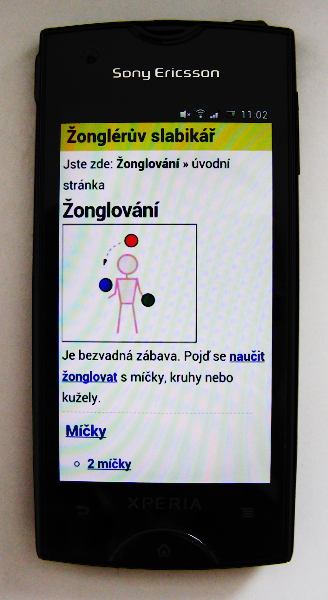 Sony Ericsson
11:02
Žonglérův slabikář
Jste zde: Žonglování » úvodní
stránka
Žonglování
Je bezvadná zábava. Pojď se naučit
žonglovat s míčky, kruhy nebo
kužely.
Míčky
2 míčky
XPERIA